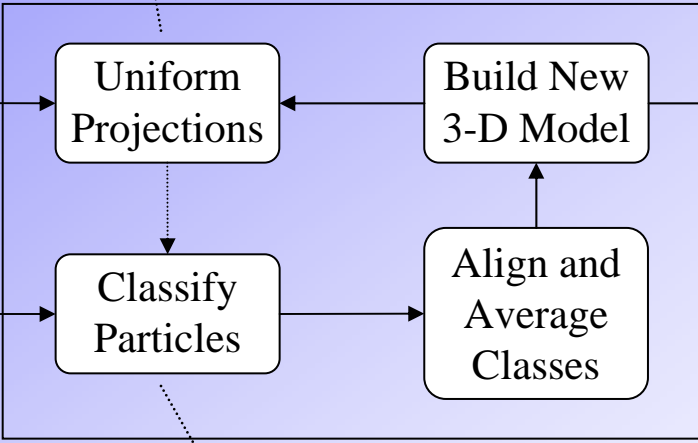 Uniform
Projections
Build New
3-D Model
Classify
Particles
Align and
Average
Classes